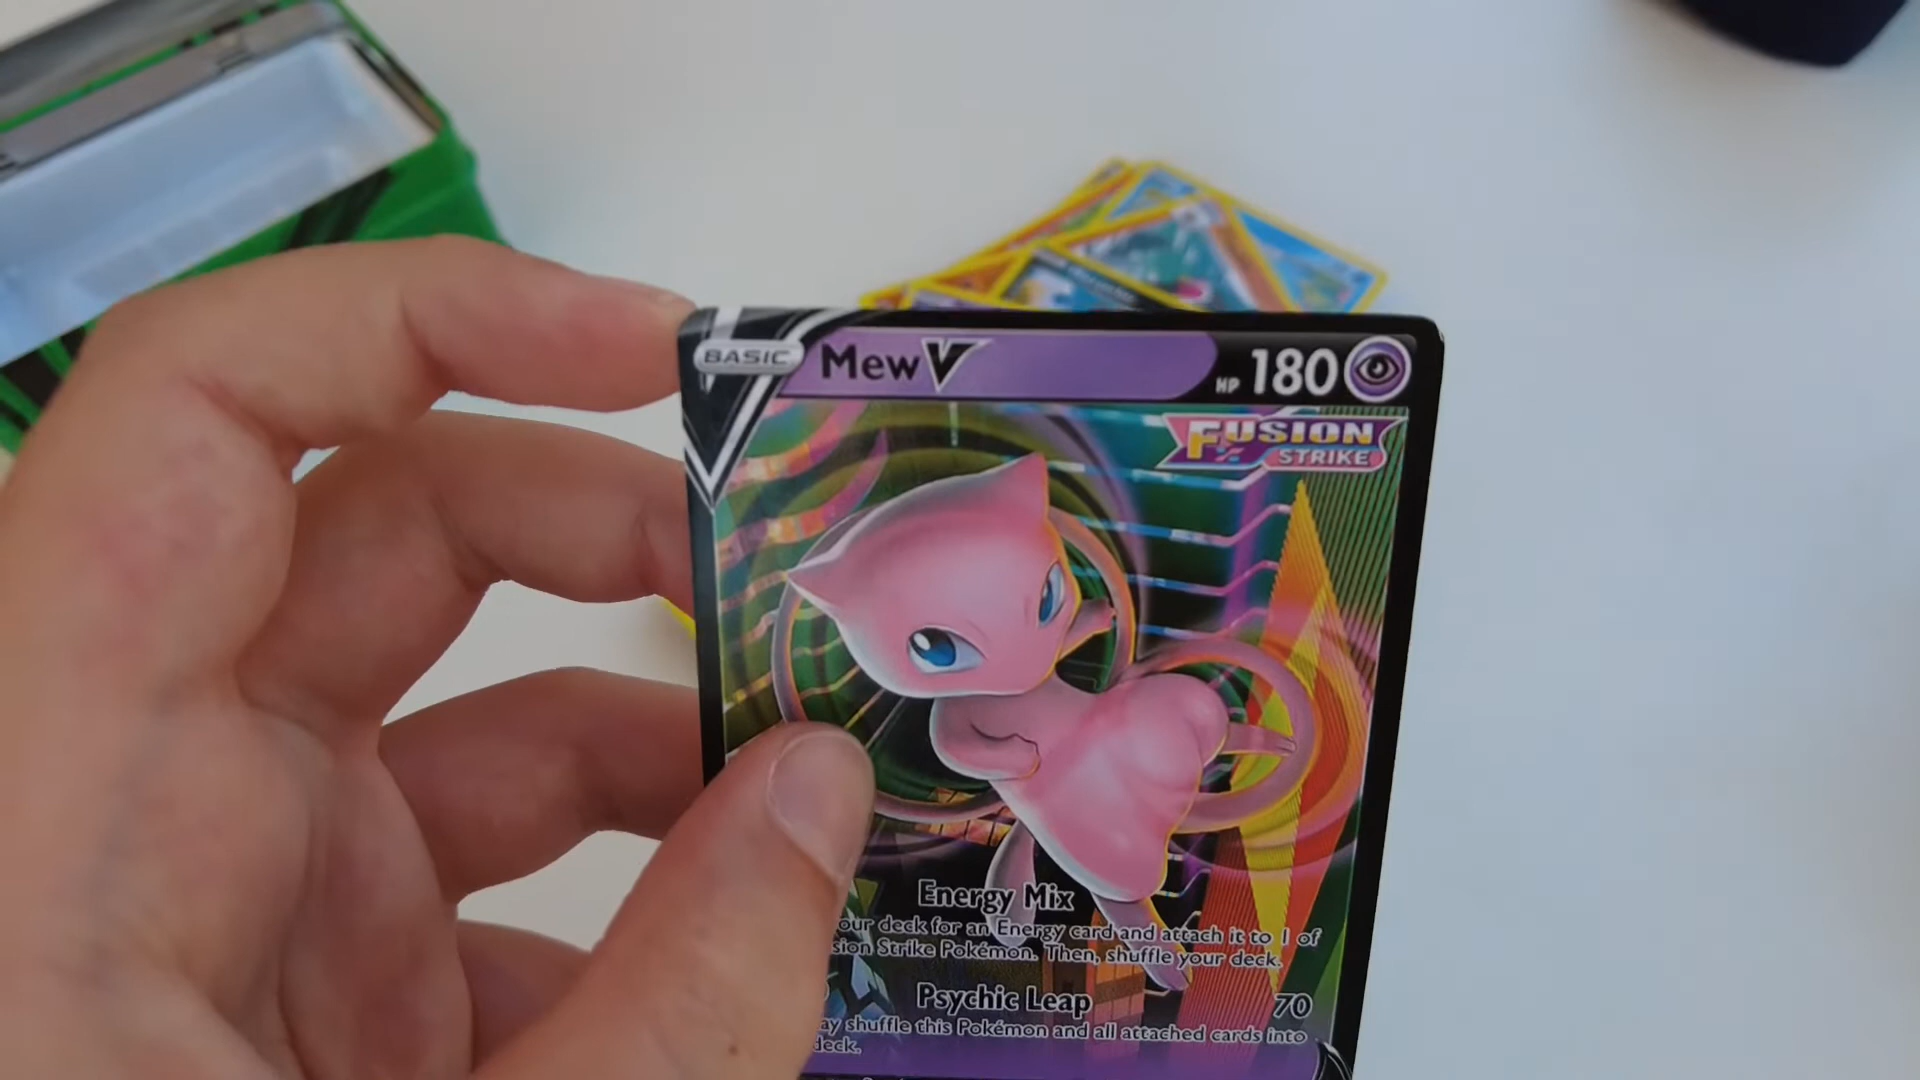 BASIC Mew V HP 180
FUSION
STRIKE
Energy Mix
our deck for an Energy card and attach it to 1 of
sion Strike Pokémon. Then, shuffle your deck.
Psychic Leap 70
ay shuffle this Pokémon and all attached cards into
deck.